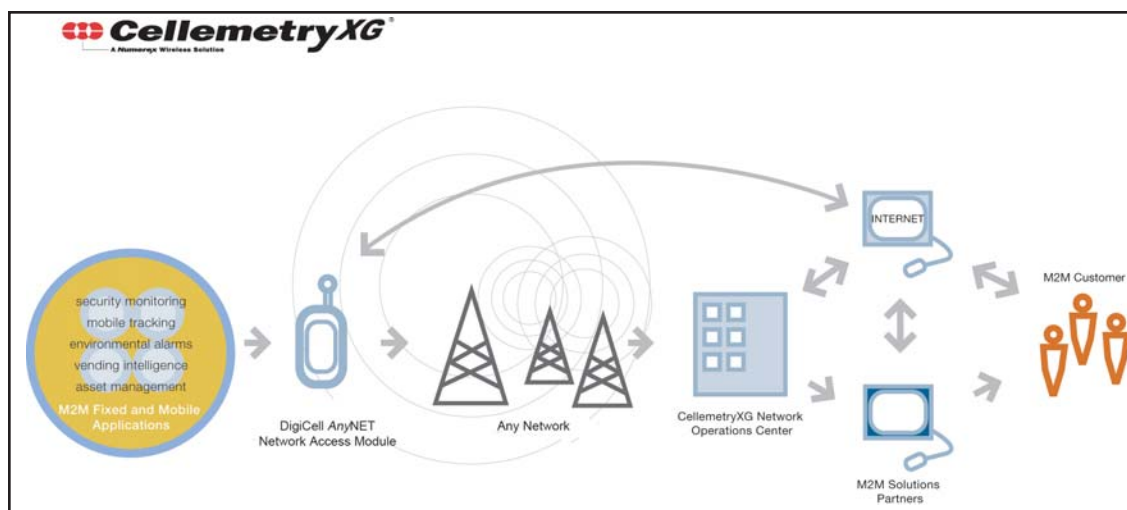 CellemetryXG®
A Numerex Wireless Solution
INTERNET
M2M Customer
security monitoring
mobile tracking
environmental alarms
vending intelligence
asset management
M2M Fixed and Mobile
Applications
DigiCell AnyNET
Network Access Module
Any Network
CellemetryXG Network
Operations Center
M2M Solutions
Partners